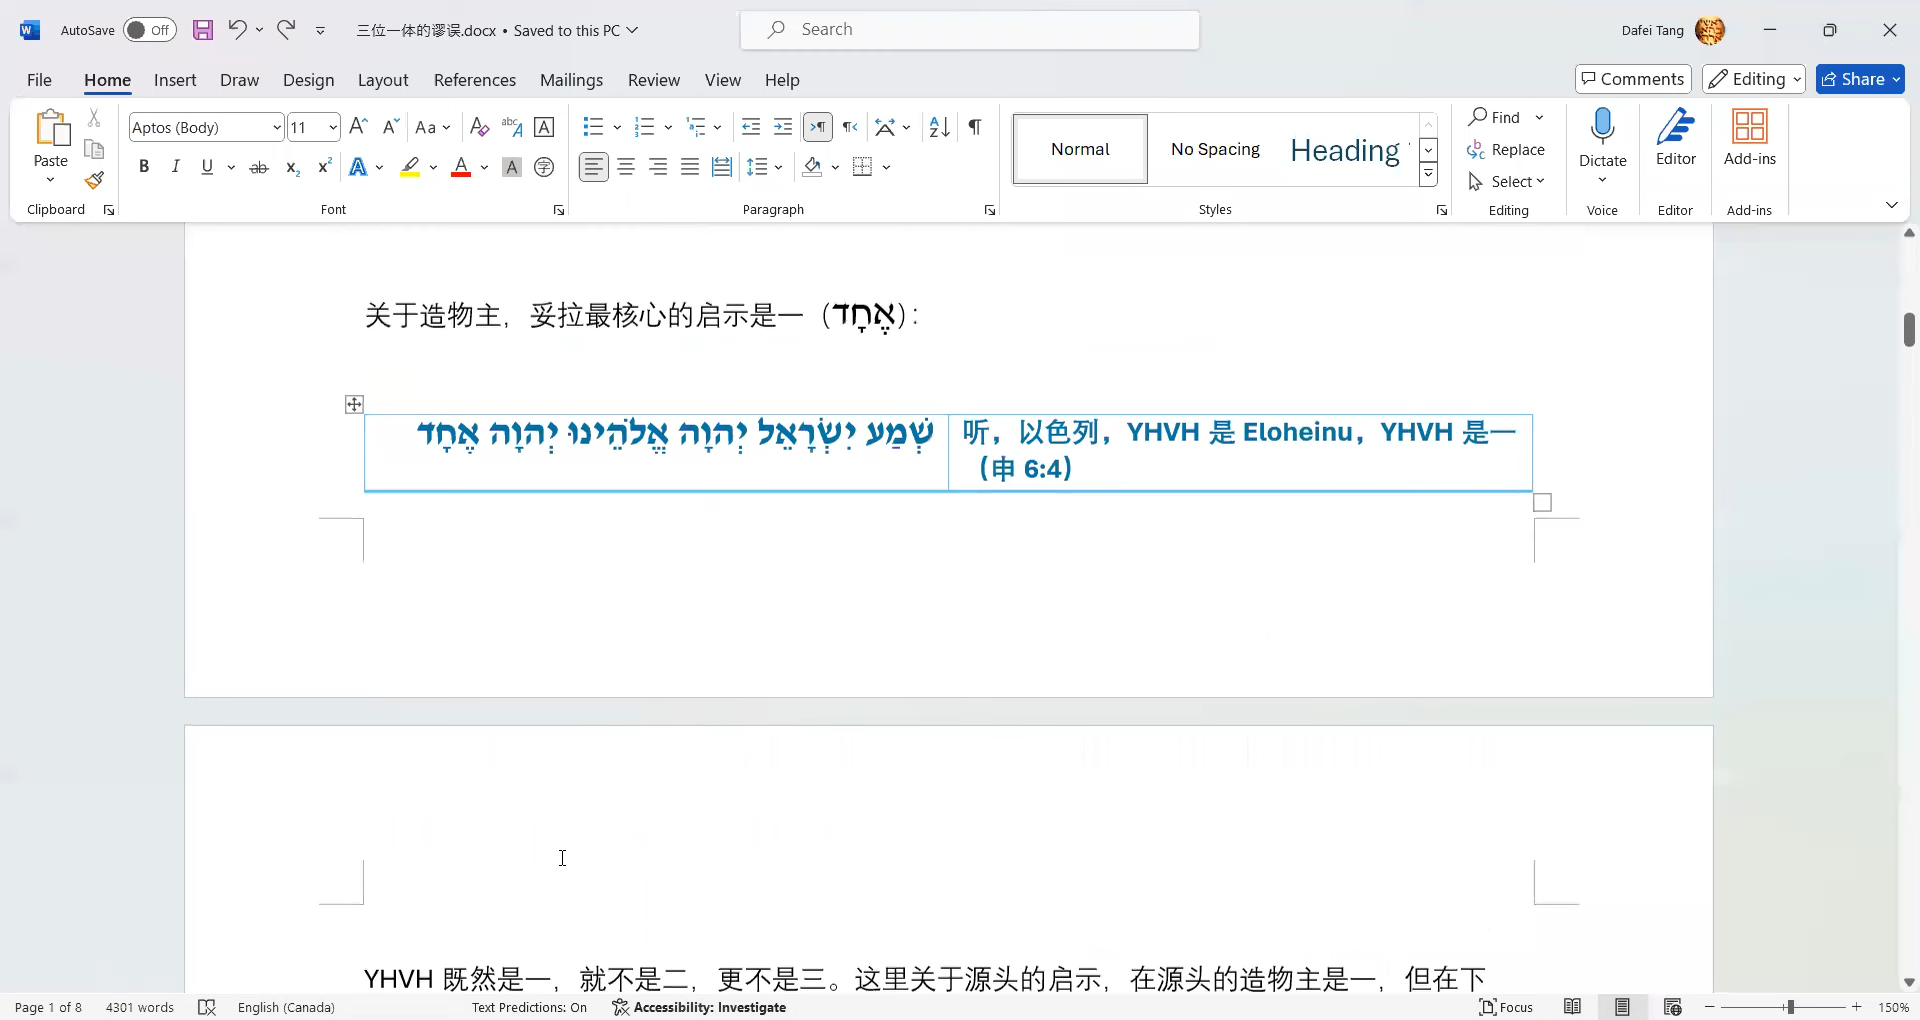 AutoSave Off 三位一体的谬误.docx • Saved to this PC Search Dafei Tang
File Home Insert Draw Design Layout References Mailings Review View Help Comments Editing Share
Paste
Clipboard
Aptos (Body) 11
Font
Paragraph
Normal No Spacing Heading
Styles
Find
Replace
Select
Editing
Dictate
Voice
Editor
Editor
Add-ins
Add-ins
关于造物主，妥拉最核心的启示是一（אֶחָד）：
שְׁמַע יִשְׂרָאֵל יְהוָה אֱלֹהֵינוּ יְהוָה אֶחָד
听，以色列，YHVH 是 Eloheinu，YHVH 是一
（申 6:4）
YHVH 既然是一，就不是二，更不是三。这里关于源头的启示，在源头的造物主是一，但在下
Page 1 of 8 4301 words English (Canada) Text Predictions: On Accessibility: Investigate Focus 150%